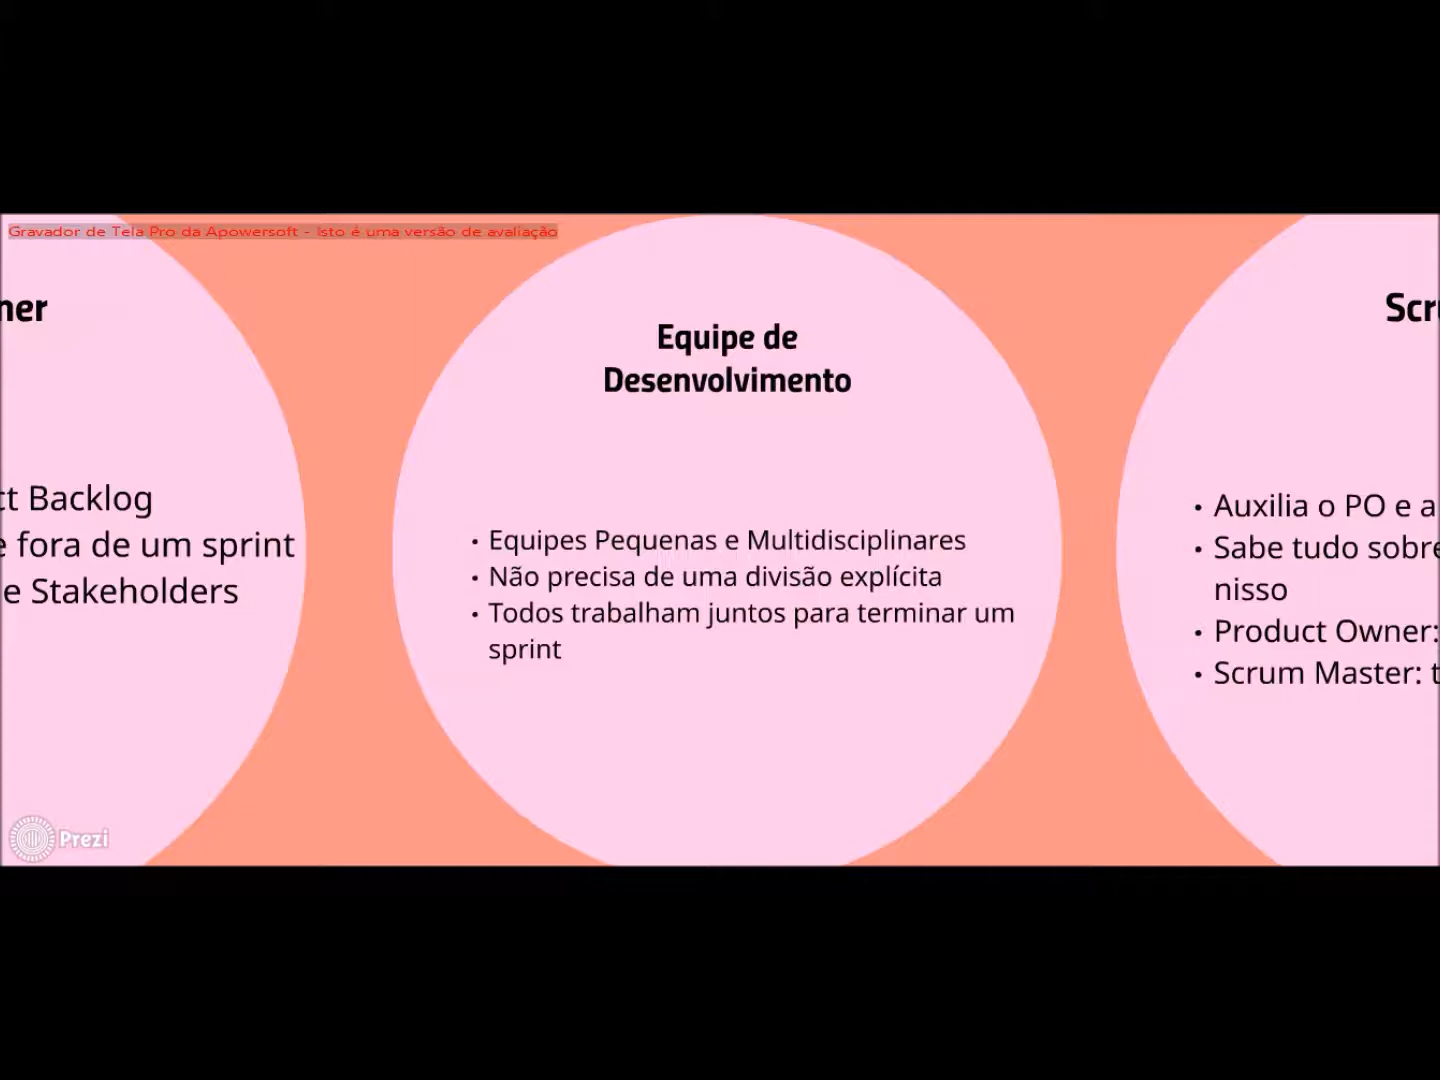 Gravador de Tela Pro da Apowersoft - Isto é uma versão de avaliação
Backlog
fora de um sprint
e Stakeholders
Equipe de
Desenvolvimento
• Equipes Pequenas e Multidisciplinares
• Não precisa de uma divisão explícita
• Todos trabalham juntos para terminar um
sprint
• Auxilia o PO e a
• Sabe tudo sobre
nisso
• Product Owner:
• Scrum Master:
Prezi